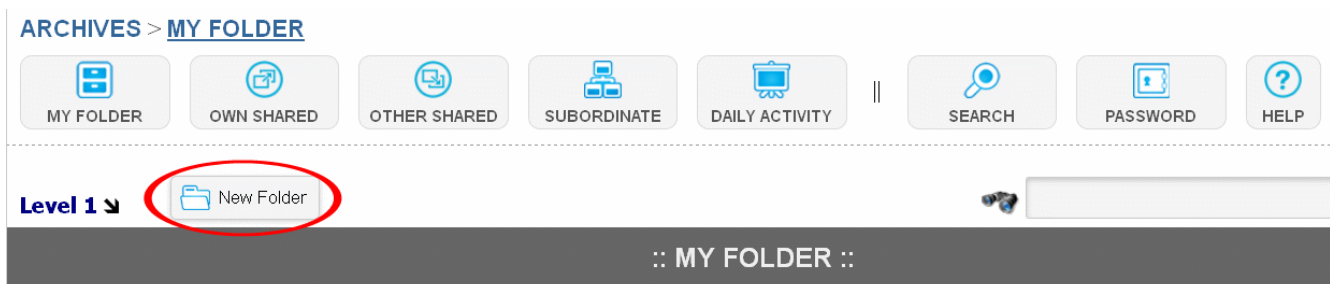 ARCHIVES > MY FOLDER
MY FOLDER OWN SHARED OTHER SHARED SUBORDINATE DAILY ACTIVITY || SEARCH PASSWORD HELP
Level 1 New Folder
:: MY FOLDER ::